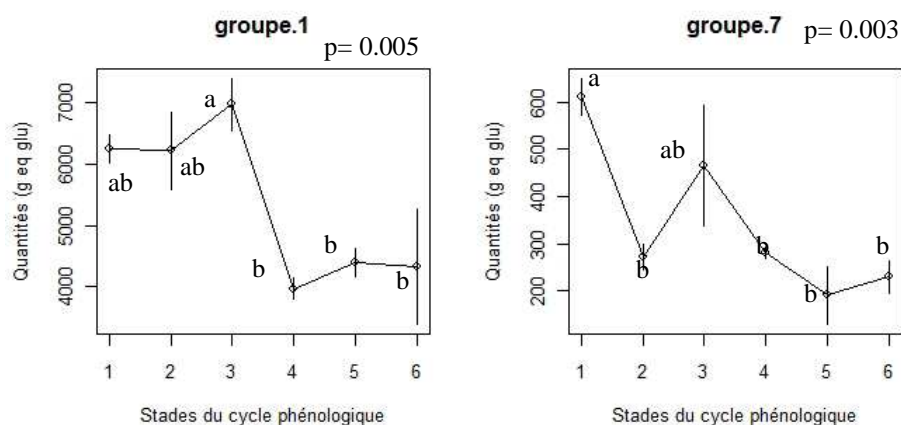 groupe.1
p= 0.005
Quantités (g eq glu)
7000
6000
5000
4000
ab
ab
a
b
b
b
1 2 3 4 5 6
Stades du cycle phénologique
groupe.7
p= 0.003
Quantités (g eq glu)
600
500
400
300
200
a
b
ab
b
b
b
1 2 3 4 5 6
Stades du cycle phénologique